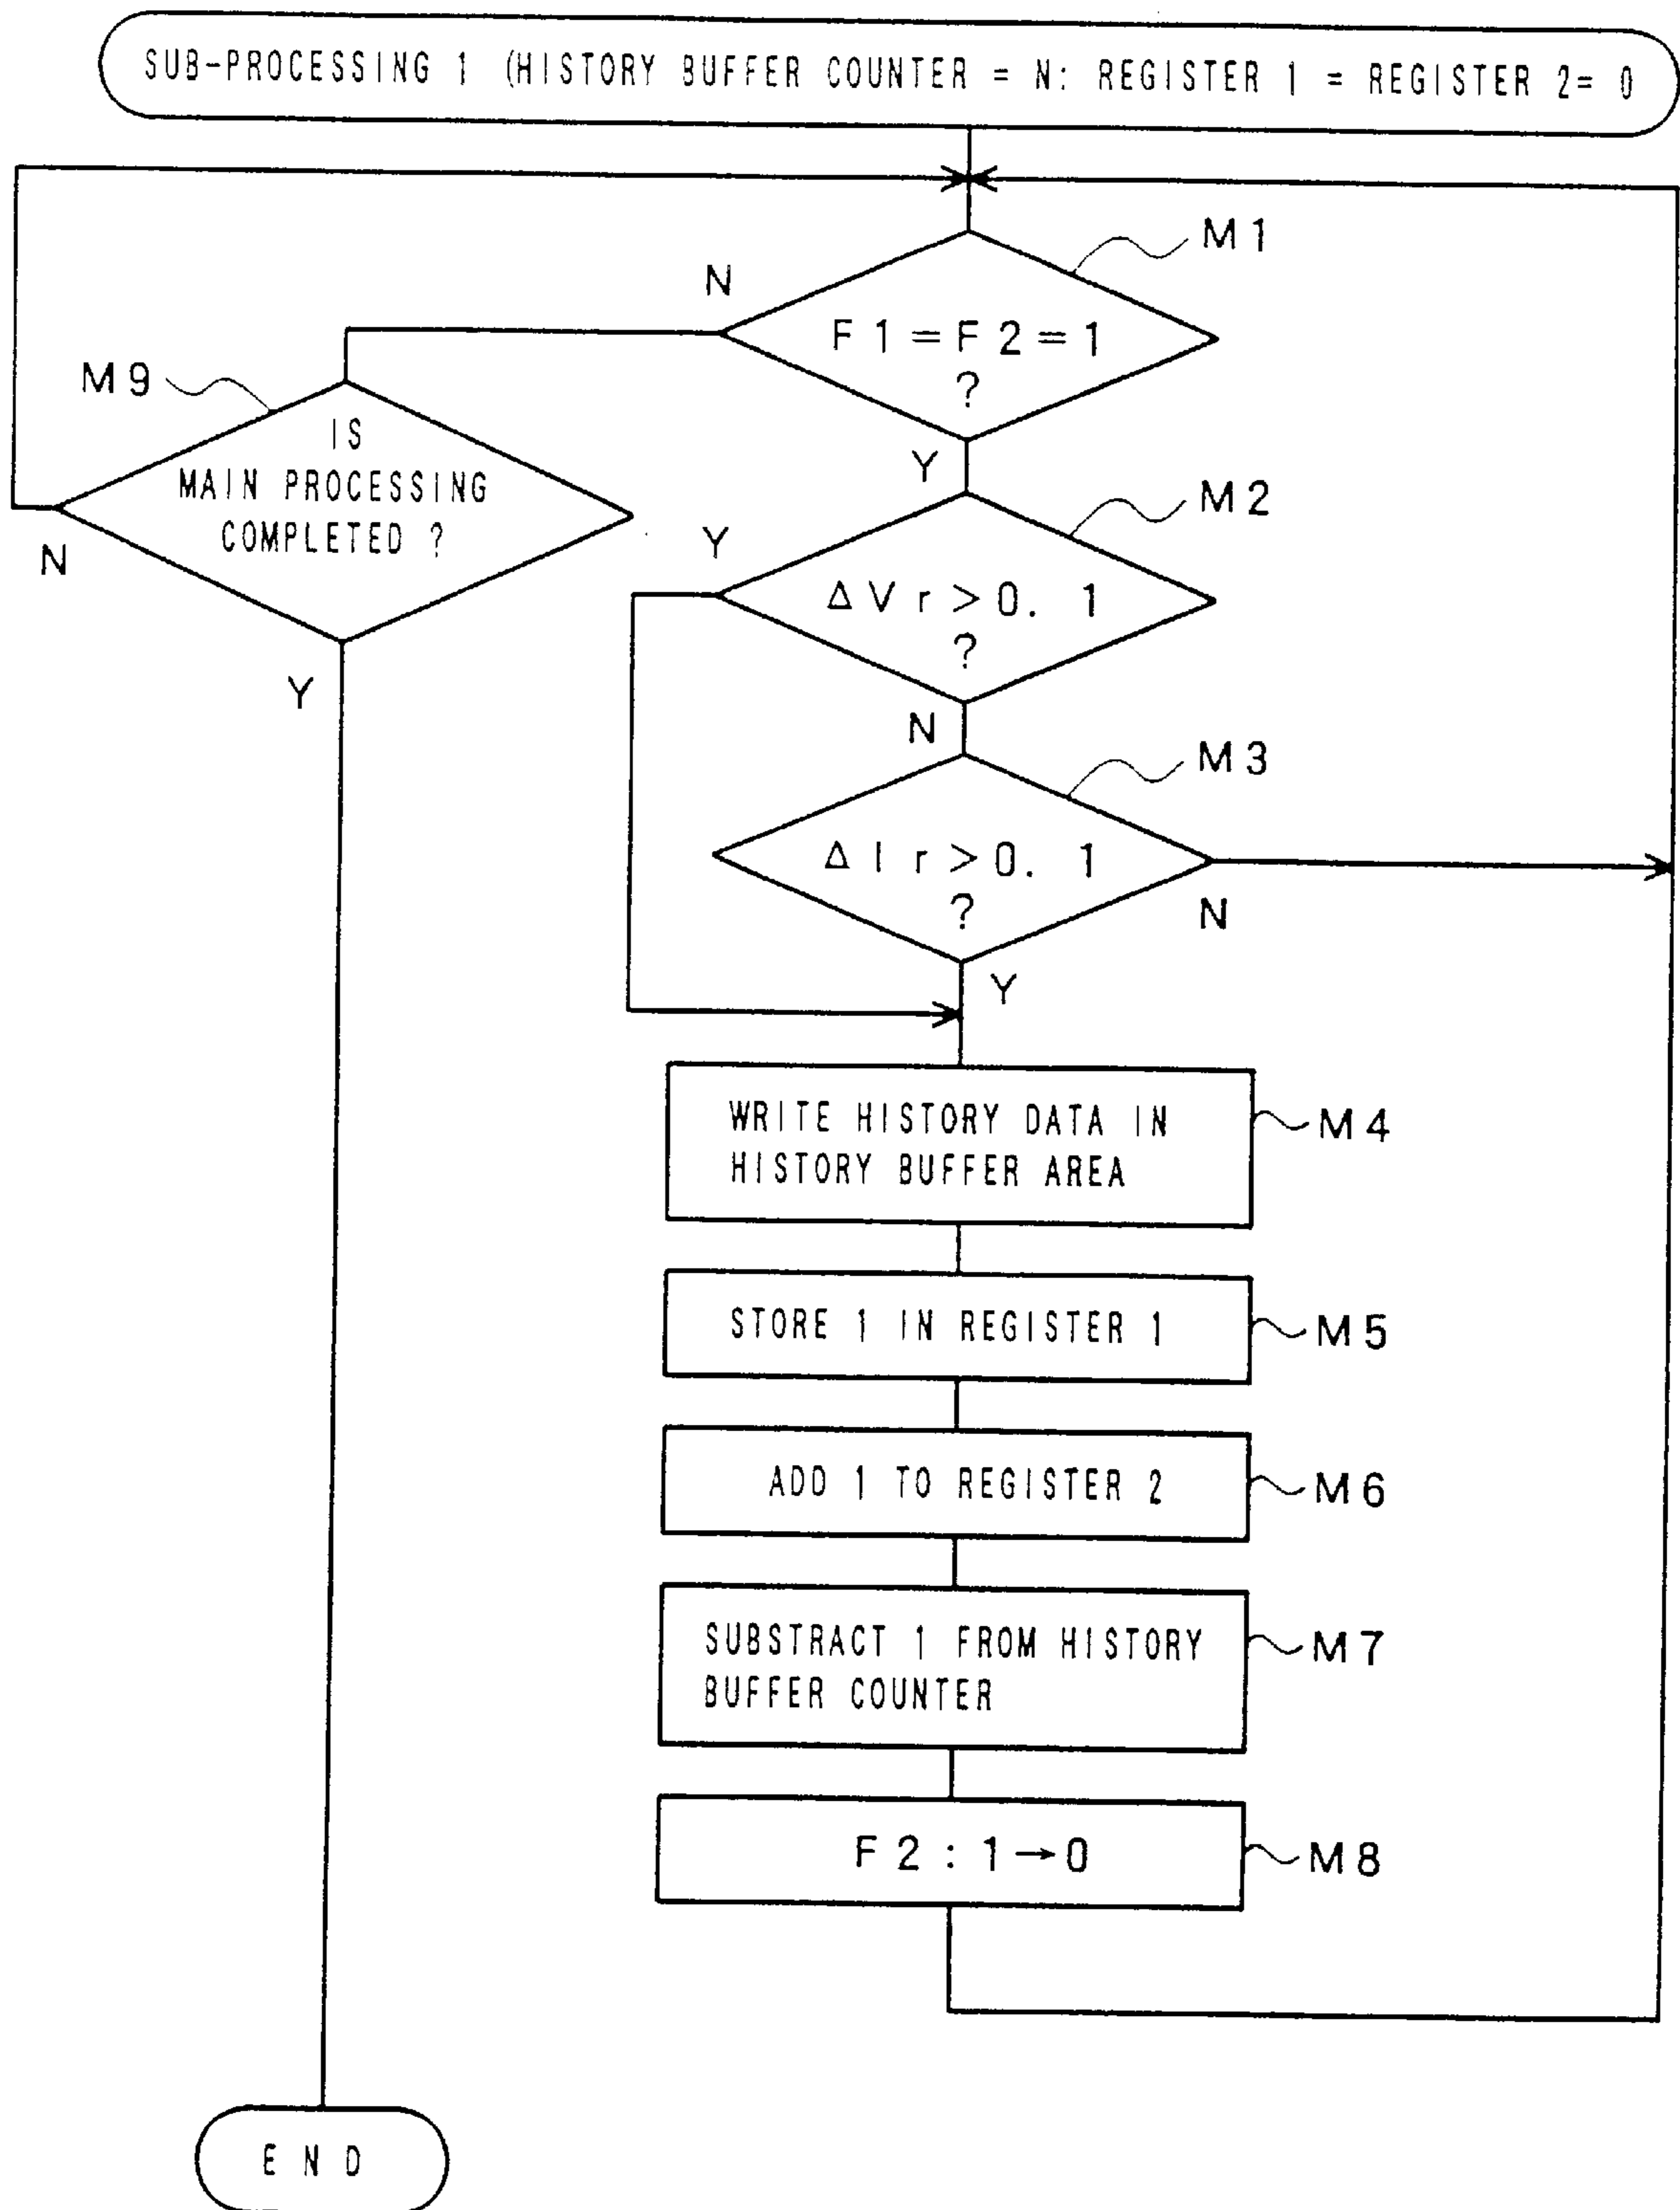 SUB-PROCESSING 1 (HISTORY BUFFER COUNTER = N: REGISTER 1 = REGISTER 2= 0
M1
N
F1=F2=1
?
M9
IS
MAIN PROCESSING
COMPLETED ?
N
Y
Y
M2
Y
ΔVr>0. 1
?
N
M3
ΔIr>0. 1
?
N
Y
WRITE HISTORY DATA IN
HISTORY BUFFER AREA
M4
STORE 1 IN REGISTER 1
M5
ADD 1 TO REGISTER 2
M6
SUBSTRACT 1 FROM HISTORY
BUFFER COUNTER
M7
F2:1→0
M8
END